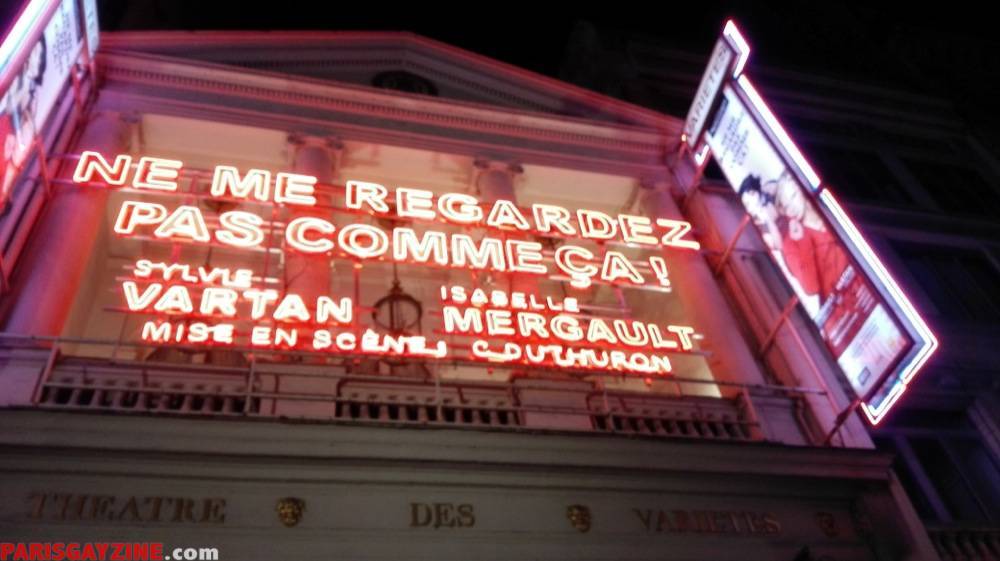 NE ME REGARDEZ
PAS COMME ÇA!
SYLVIE
VARTAN
ISABELLE
MERGAULT
MISE EN SCÈNE
C DUTHURON
VARIETES
THEATRE DES VARIETES
PARISGAYZINE.com